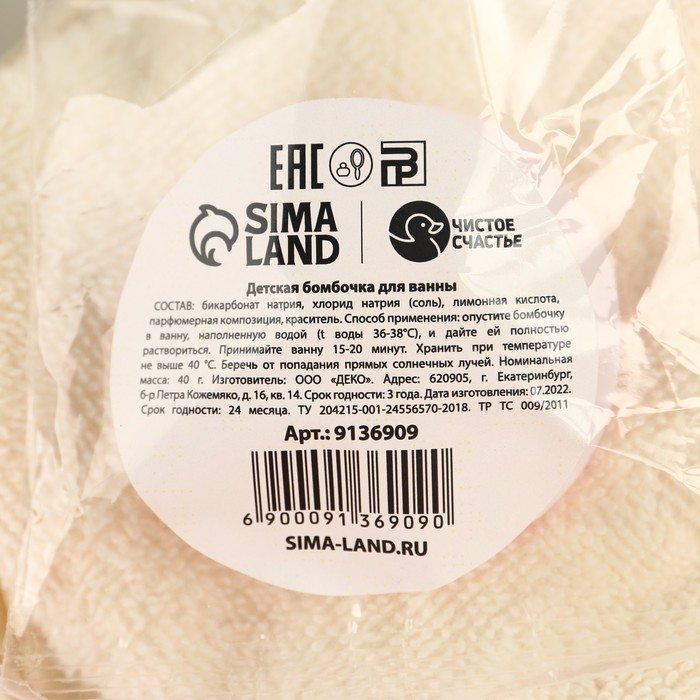 EAC
SIMA LAND
ЧИСТОЕ СЧАСТЬЕ
Детская бомбочка для ванны
СОСТАВ: бикарбонат натрия, хлорид натрия (соль), лимонная кислота,
парфюмерная композиция, краситель. Способ применения: опустите бомбочку
в ванну, наполненную водой (t воды 36-38°C), и дайте ей полностью
раствориться. Принимайте ванну 15-20 минут. Хранить при температуре
не выше 40 °C. Беречь от попадания прямых солнечных лучей. Номинальная
масса: 40 г. Изготовитель: ООО «ДЕКО». Адрес: 620905, г. Екатеринбург,
б-р Петра Кожемяко, д. 16, кв. 14. Срок годности: 3 года. Дата изготовления: 07.2022.
Срок годности: 24 месяца. ТУ 204215-001-24556570-2018. ТР ТС 009/2011
Арт.: 9136909
6 900091 369090
SIMA-LAND.RU